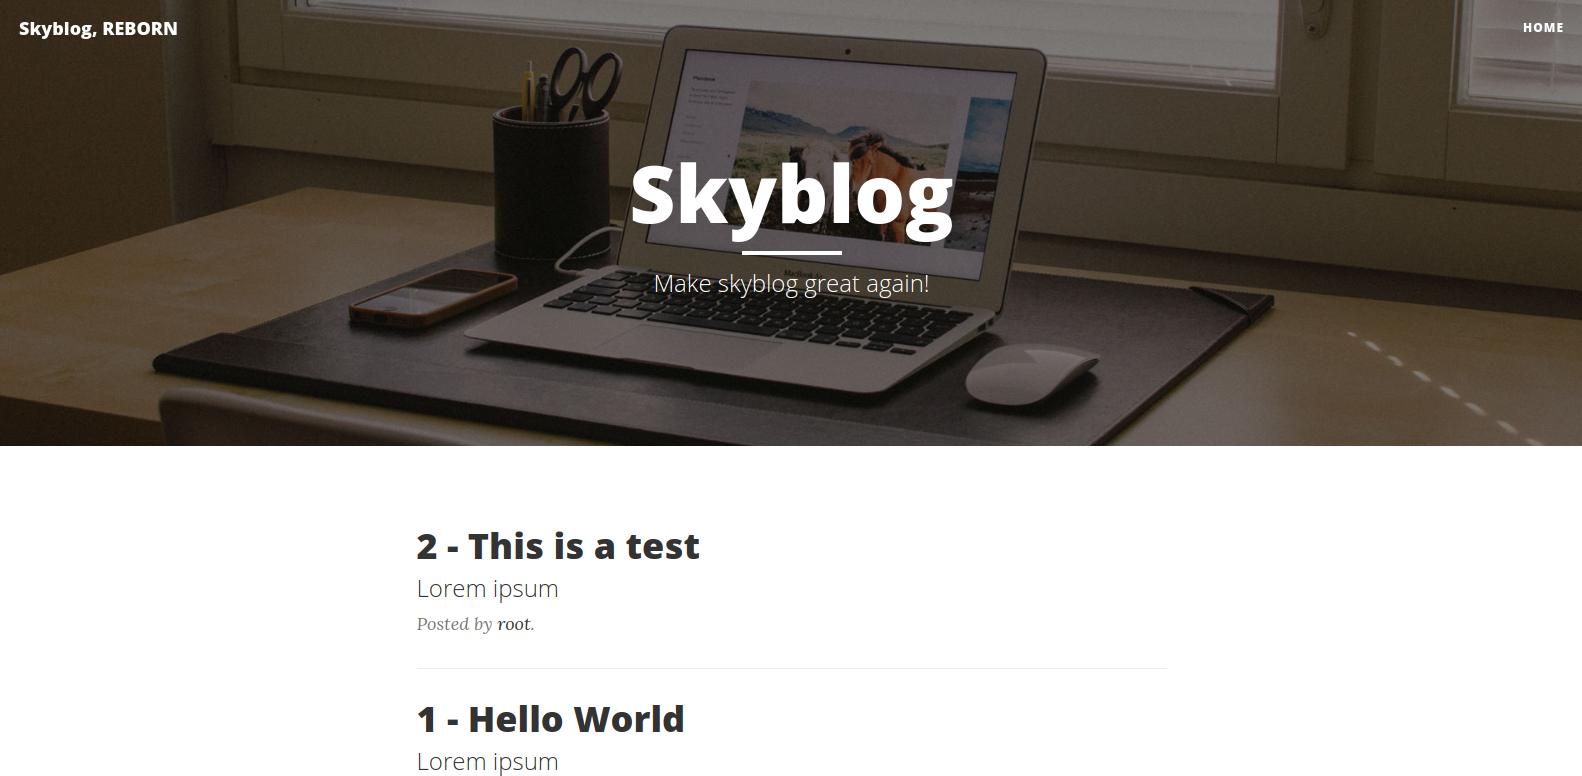 Skyblog, REBORN
HOME
Skyblog
Make skyblog great again!
2 - This is a test
Lorem ipsum
Posted by root.
1 - Hello World
Lorem ipsum